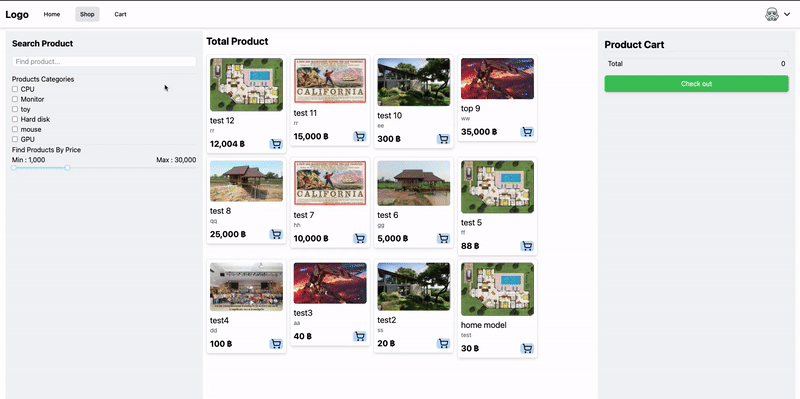 Logo
Home
Shop
Cart
Search Product
Find product...
Products Categories
CPU
Monitor
toy
Hard disk
mouse
GPU
Find Products By Price
Min : 1,000
Max : 30,000
Total Product
test 12
rr
12,004 ฿
CALIFORNIA
test 11
rr
15,000 ฿
test 10
ee
300 ฿
top 9
ww
35,000 ฿
test 8
qq
25,000 ฿
CALIFORNIA
test 7
hh
10,000 ฿
test 6
gg
5,000 ฿
test 5
ff
88 ฿
test4
dd
100 ฿
test3
aa
40 ฿
test2
ss
20 ฿
home model
test
30 ฿
Product Cart
Total
0
Check out